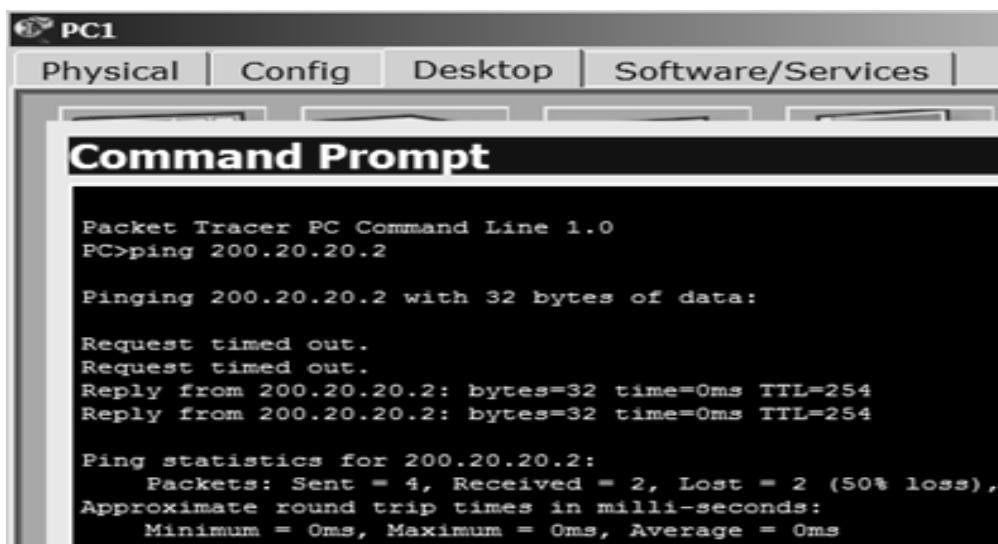 PC1
Physical Config Desktop Software/Services
Command Prompt
Packet Tracer PC Command Line 1.0
PC>ping 200.20.20.2
Pinging 200.20.20.2 with 32 bytes of data:
Request timed out.
Request timed out.
Reply from 200.20.20.2: bytes=32 time=0ms TTL=254
Reply from 200.20.20.2: bytes=32 time=0ms TTL=254
Ping statistics for 200.20.20.2:
Packets: Sent = 4, Received = 2, Lost = 2 (50% loss),
Approximate round trip times in milli-seconds:
Minimum = 0ms, Maximum = 0ms, Average = 0ms